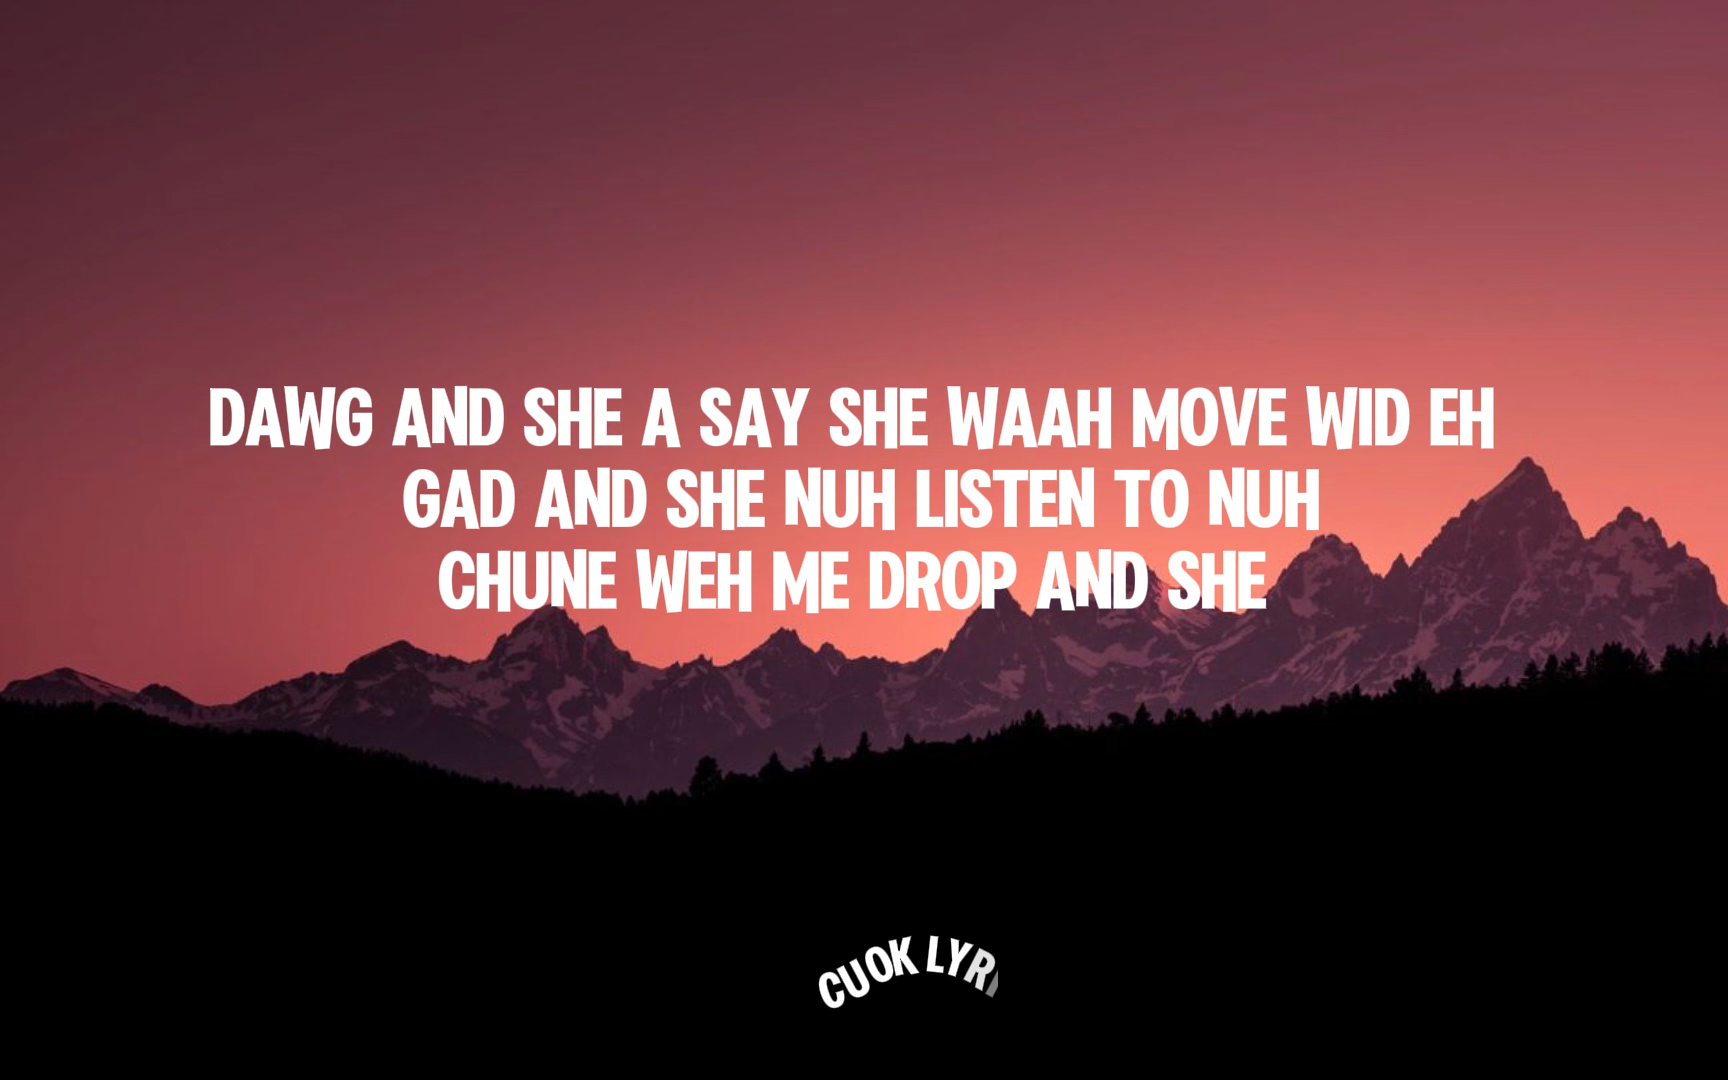 DAWG AND SHE A SAY SHE WAAH MOVE WID EH
GAD AND SHE NUH LISTEN TO NUH
CHUNE WEH ME DROP AND SHE
CUOK LYR